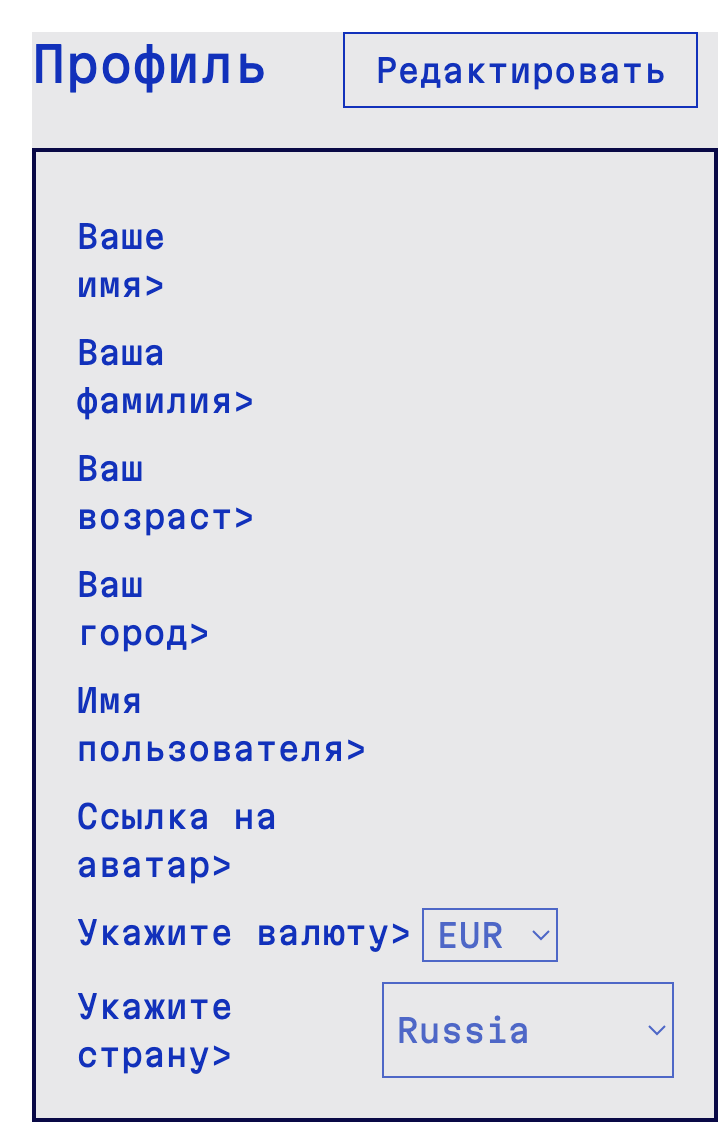 Профиль
Редактировать
Ваше
имя>
Ваша
фамилия>
Ваш
возраст>
Ваш
город>
Имя
пользователя>
Ссылка на
аватар>
Укажите валюту> EUR
Укажите
страну>
Russia